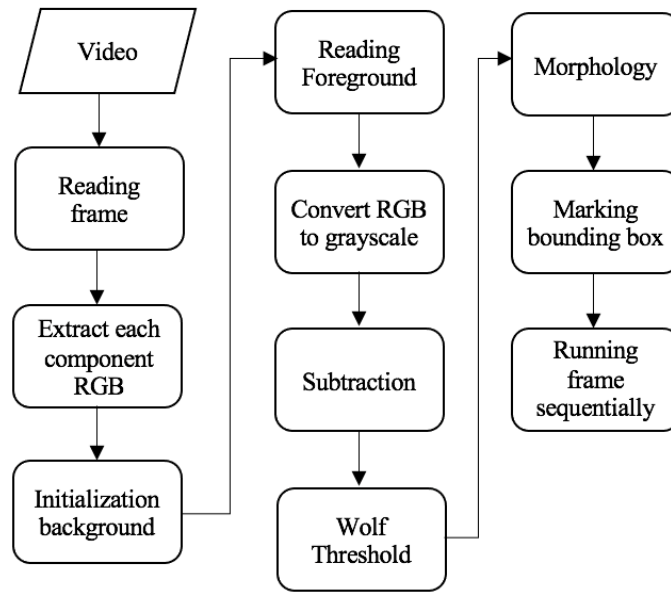 Video
Reading
frame
Extract each
component
RGB
Initialization
background
Reading
Foreground
Convert RGB
to grayscale
Subtraction
Wolf
Threshold
Morphology
Marking
bounding box
Running
frame
sequentially